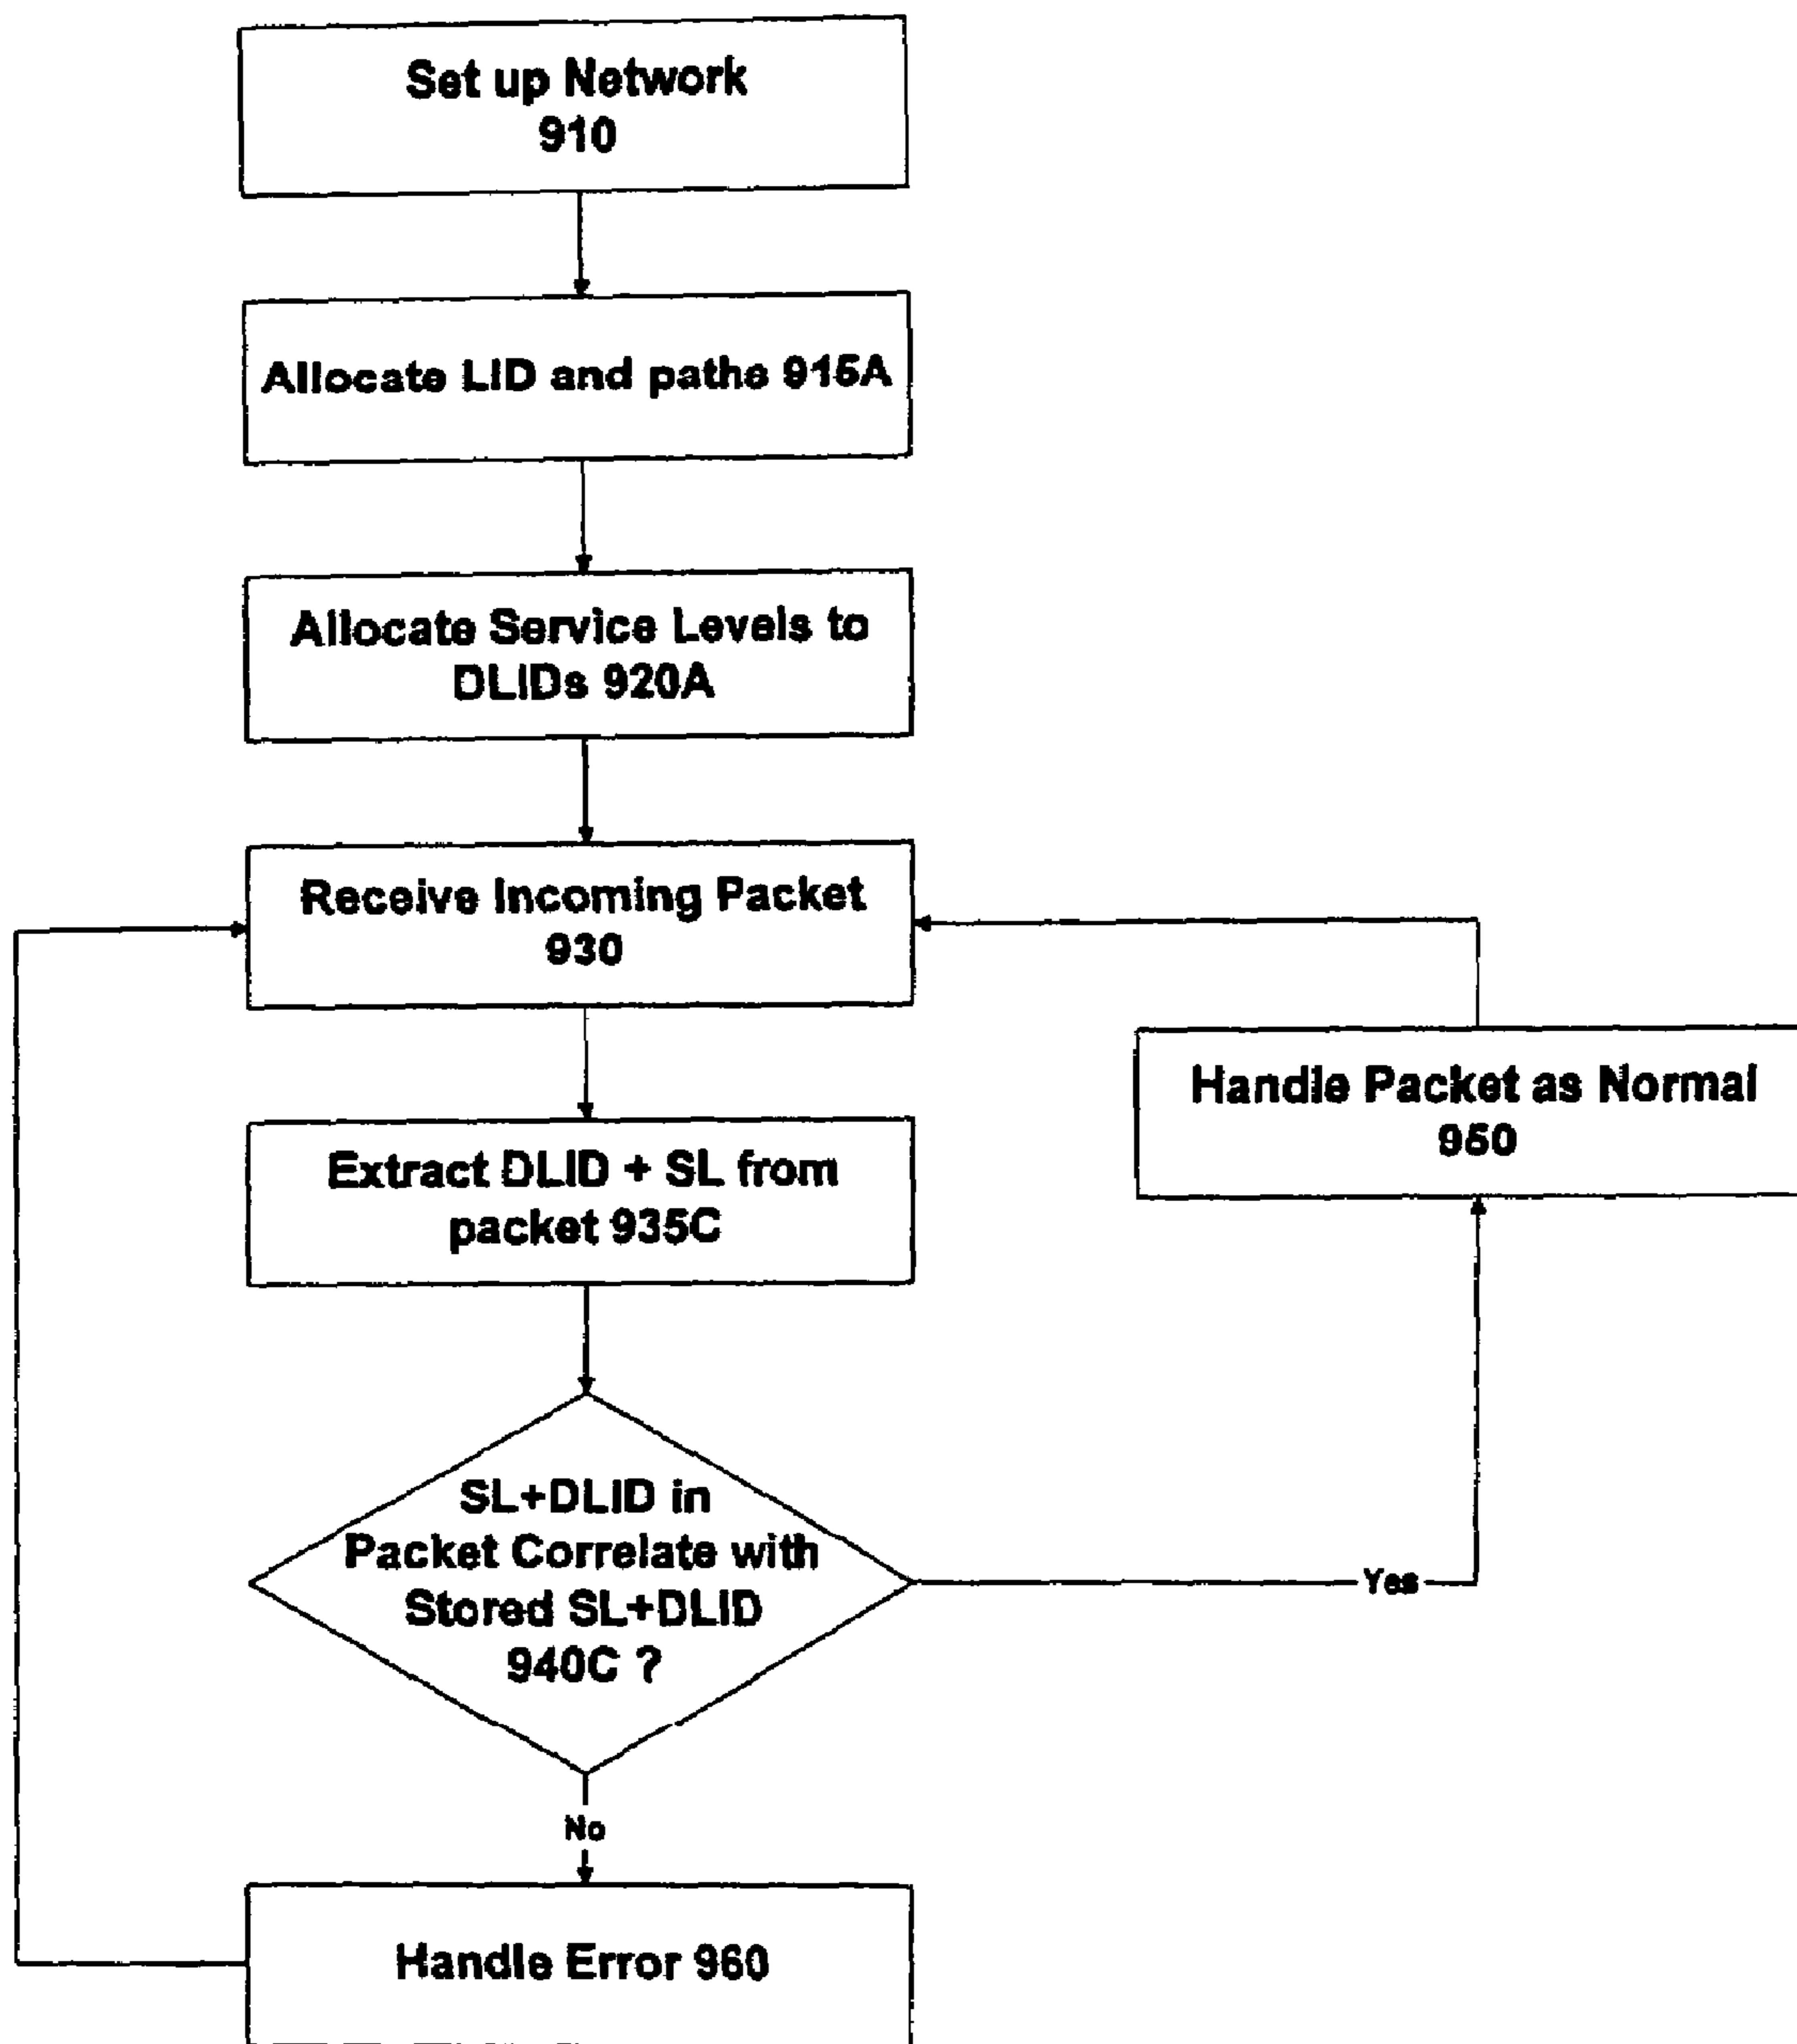 Set up Network
910
Allocate LID and pathe 915A
Allocate Service Levels to
DLIDs 920A
Receive Incoming Packet
930
Extract DLID + SL from
packet 935C
Handle Packet as Normal
950
SL+DLID in
Packet Correlate with
Stored SL+DLID
940C ?
Yes
No
Handle Error 960